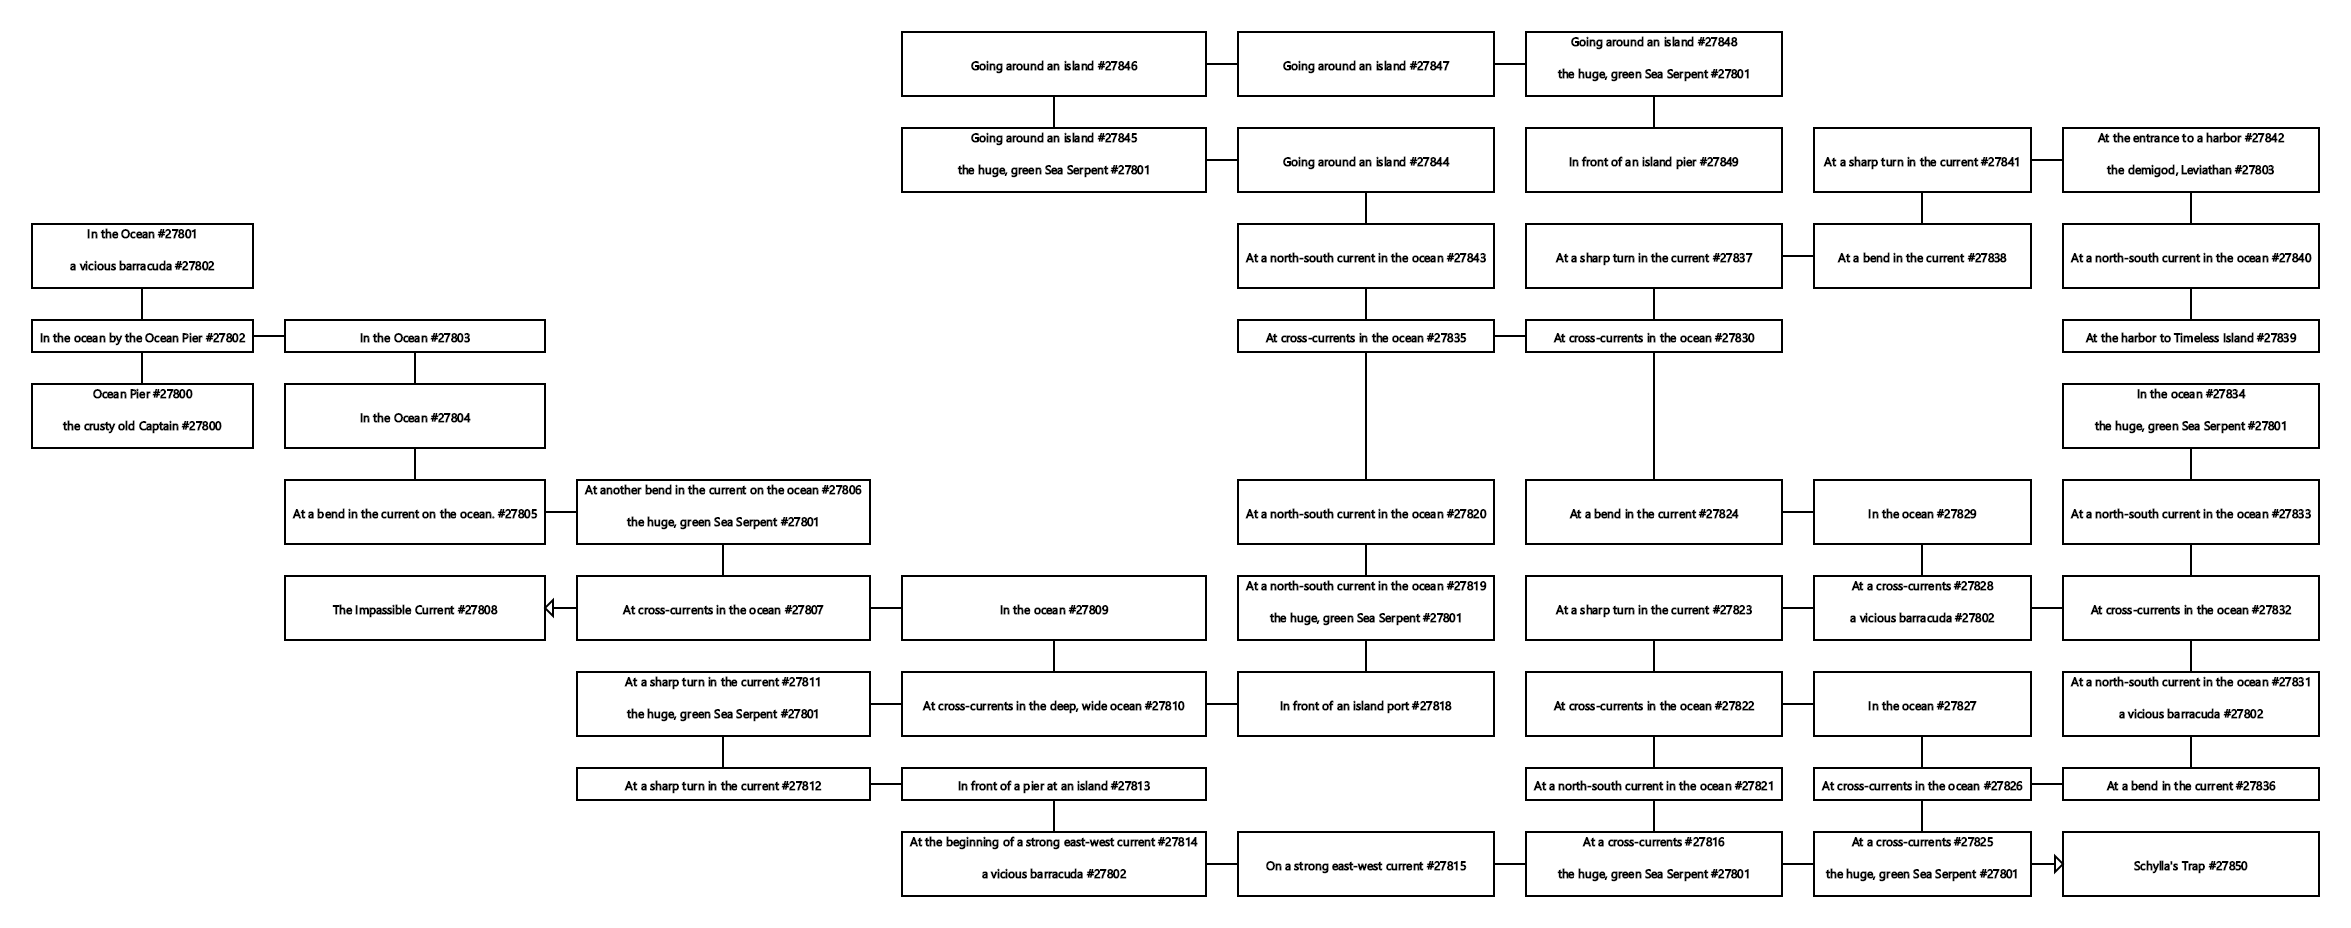 Going around an island #27846
Going around an island #27847
Going around an island #27848
the huge, green Sea Serpent #27801
Going around an island #27845
the huge, green Sea Serpent #27801
Going around an island #27844
In front of an island pier #27849
At a sharp turn in the current #27841
At the entrance to a harbor #27842
the demigod, Leviathan #27803
In the Ocean #27801
a vicious barracuda #27802
At a north-south current in the ocean #27843
At a sharp turn in the current #27837
At a bend in the current #27838
At a north-south current in the ocean #27840
In the ocean by the Ocean Pier #27802
In the Ocean #27803
At cross-currents in the ocean #27835
At cross-currents in the ocean #27830
At the harbor to Timeless Island #27839
Ocean Pier #27800
the crusty old Captain #27800
In the Ocean #27804
In the ocean #27834
the huge, green Sea Serpent #27801
At a bend in the current on the ocean. #27805
At another bend in the current on the ocean #27806
the huge, green Sea Serpent #27801
At a north-south current in the ocean #27820
At a bend in the current #27824
In the ocean #27829
At a north-south current in the ocean #27833
The Impassible Current #27808
At cross-currents in the ocean #27807
In the ocean #27809
At a north-south current in the ocean #27819
the huge, green Sea Serpent #27801
At a sharp turn in the current #27823
At a cross-currents #27828
a vicious barracuda #27802
At cross-currents in the ocean #27832
At a sharp turn in the current #27811
the huge, green Sea Serpent #27801
At cross-currents in the deep, wide ocean #27810
In front of an island port #27818
At cross-currents in the ocean #27822
In the ocean #27827
At a north-south current in the ocean #27831
a vicious barracuda #27802
At a sharp turn in the current #27812
In front of a pier at an island #27813
At a north-south current in the ocean #27821
At cross-currents in the ocean #27826
At a bend in the current #27836
At the beginning of a strong east-west current #27814
a vicious barracuda #27802
On a strong east-west current #27815
At a cross-currents #27816
the huge, green Sea Serpent #27801
At a cross-currents #27825
the huge, green Sea Serpent #27801
Schylla's Trap #27850